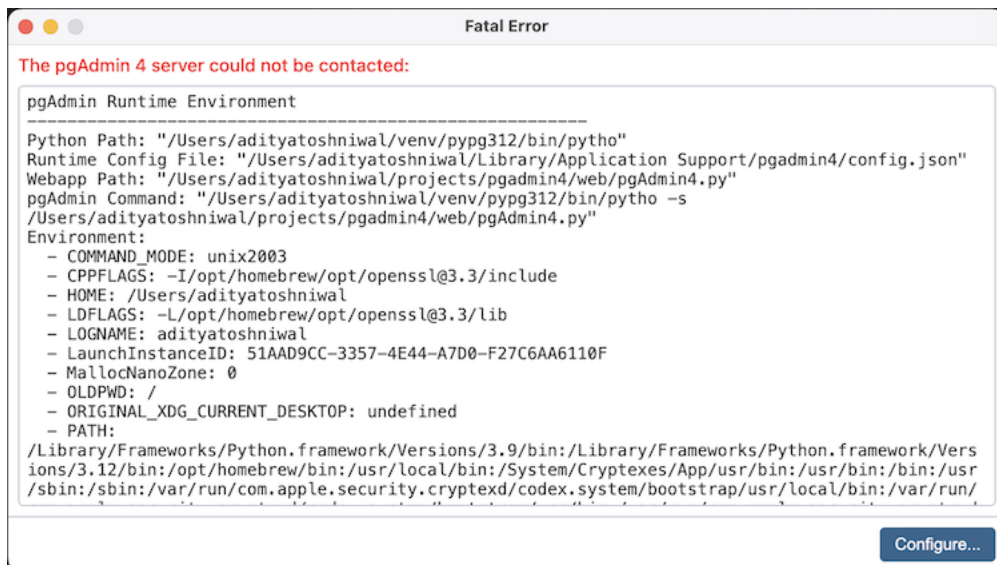 Fatal Error
The pgAdmin 4 server could not be contacted:
pgAdmin Runtime Environment
--------------------------------------------------------
Python Path: "/Users/adityatoshniwal/venv/pypg312/bin/pytho"
Runtime Config File: "/Users/adityatoshniwal/Library/Application Support/pgadmin4/config.json"
Webapp Path: "/Users/adityatoshniwal/projects/pgadmin4/web/pgAdmin4.py"
pgAdmin Command: "/Users/adityatoshniwal/venv/pypg312/bin/pytho -s
/Users/adityatoshniwal/projects/pgadmin4/web/pgAdmin4.py"
Environment:
- COMMAND_MODE: unix2003
- CPPFLAGS: -I/opt/homebrew/opt/openssl@3.3/include
- HOME: /Users/adityatoshniwal
- LDFLAGS: -L/opt/homebrew/opt/openssl@3.3/lib
- LOGNAME: adityatoshniwal
- LaunchInstanceID: 51AAD9CC-3357-4E44-A7D0-F27C6AA6110F
- MallocNanoZone: 0
- OLDPWD: /
- ORIGINAL_XDG_CURRENT_DESKTOP: undefined
- PATH:
/Library/Frameworks/Python.framework/Versions/3.9/bin:/Library/Frameworks/Python.framework/Vers
ions/3.12/bin:/opt/homebrew/bin:/usr/local/bin:/System/Cryptexes/App/usr/bin:/usr/bin:/bin:/usr
/sbin:/sbin:/var/run/com.apple.security.cryptexd/codex.system/bootstrap/usr/local/bin:/var/run/
Configure...